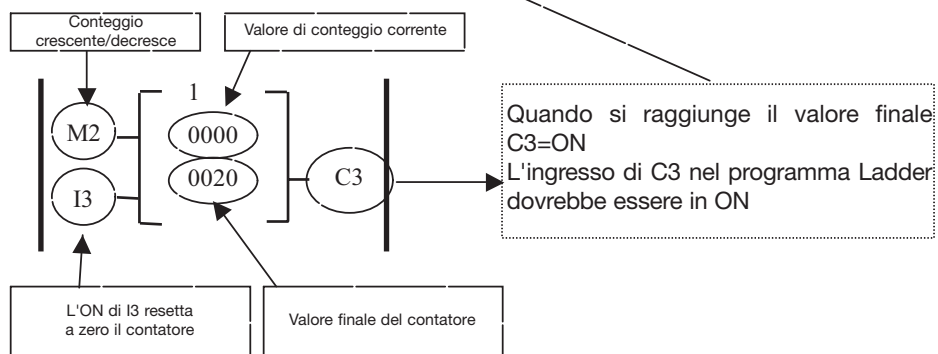 Conteggio
crescente/decresce
Valore di conteggio corrente
1
M2
0000
0020
I3
C3
Quando si raggiunge il valore finale
C3=ON
L'ingresso di C3 nel programma Ladder
dovrebbe essere in ON
L'ON di I3 resetta
a zero il contatore
Valore finale del contatore